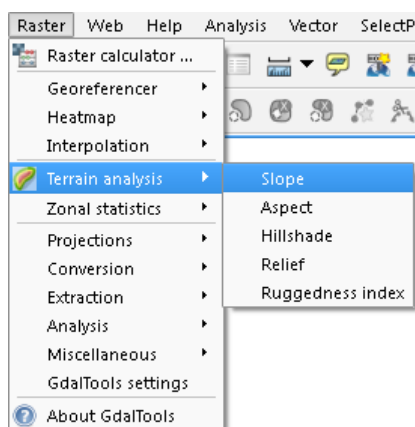 Raster Web Help Analysis Vector SelectP
Raster calculator ...
Georeferencer
Heatmap
Interpolation
Terrain analysis
Zonal statistics
Projections
Conversion
Extraction
Analysis
Miscellaneous
GdalTools settings
About GdalTools
Slope
Aspect
Hillshade
Relief
Ruggedness index